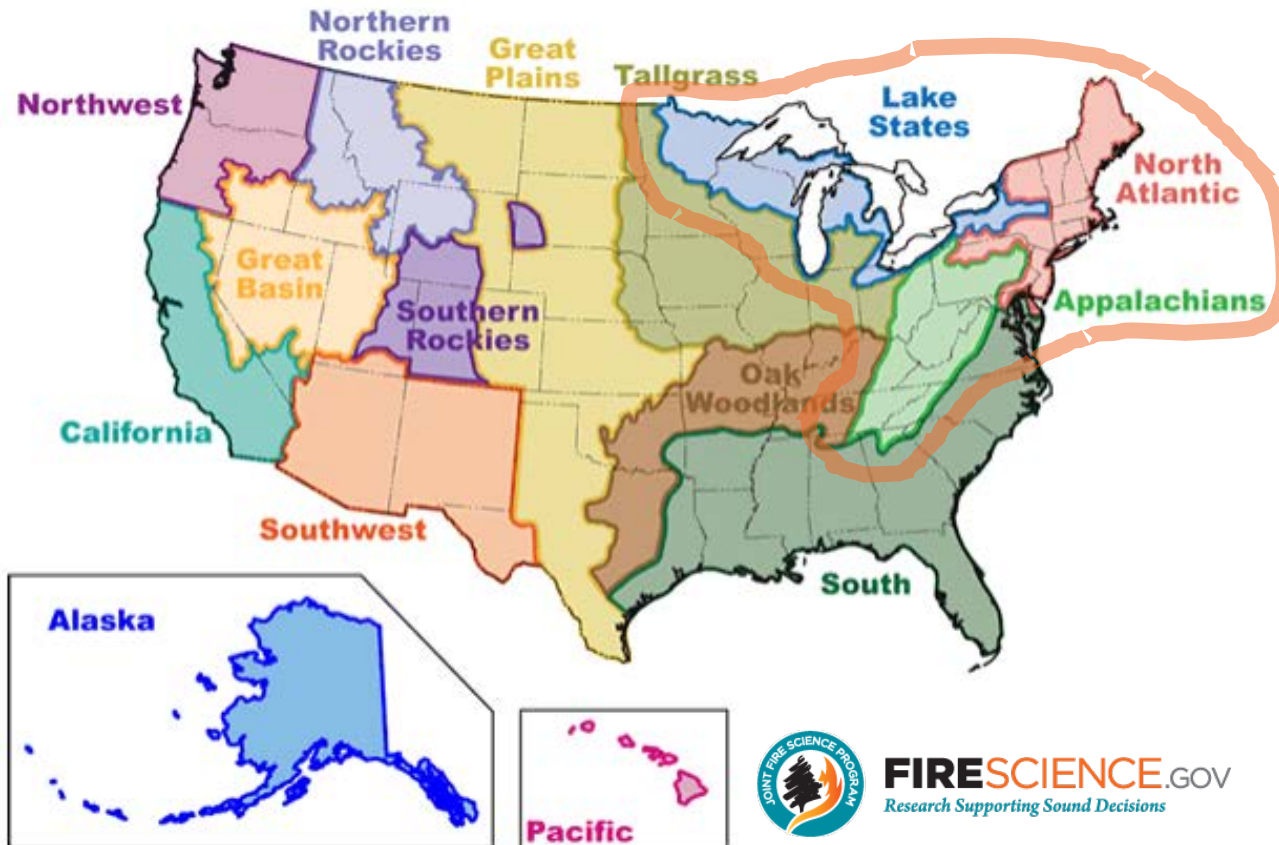 Northern
Rockies
Great
Plains
Tallgrass
Northwest
Lake
States
North
Atlantic
Great
Basin
Southern
Rockies
Appalachians
Oak
Woodlands
California
Southwest
South
Alaska
Pacific
JOINT FIRE SCIENCE PROGRAM
FIRESCIENCE.GOV
Research Supporting Sound Decisions